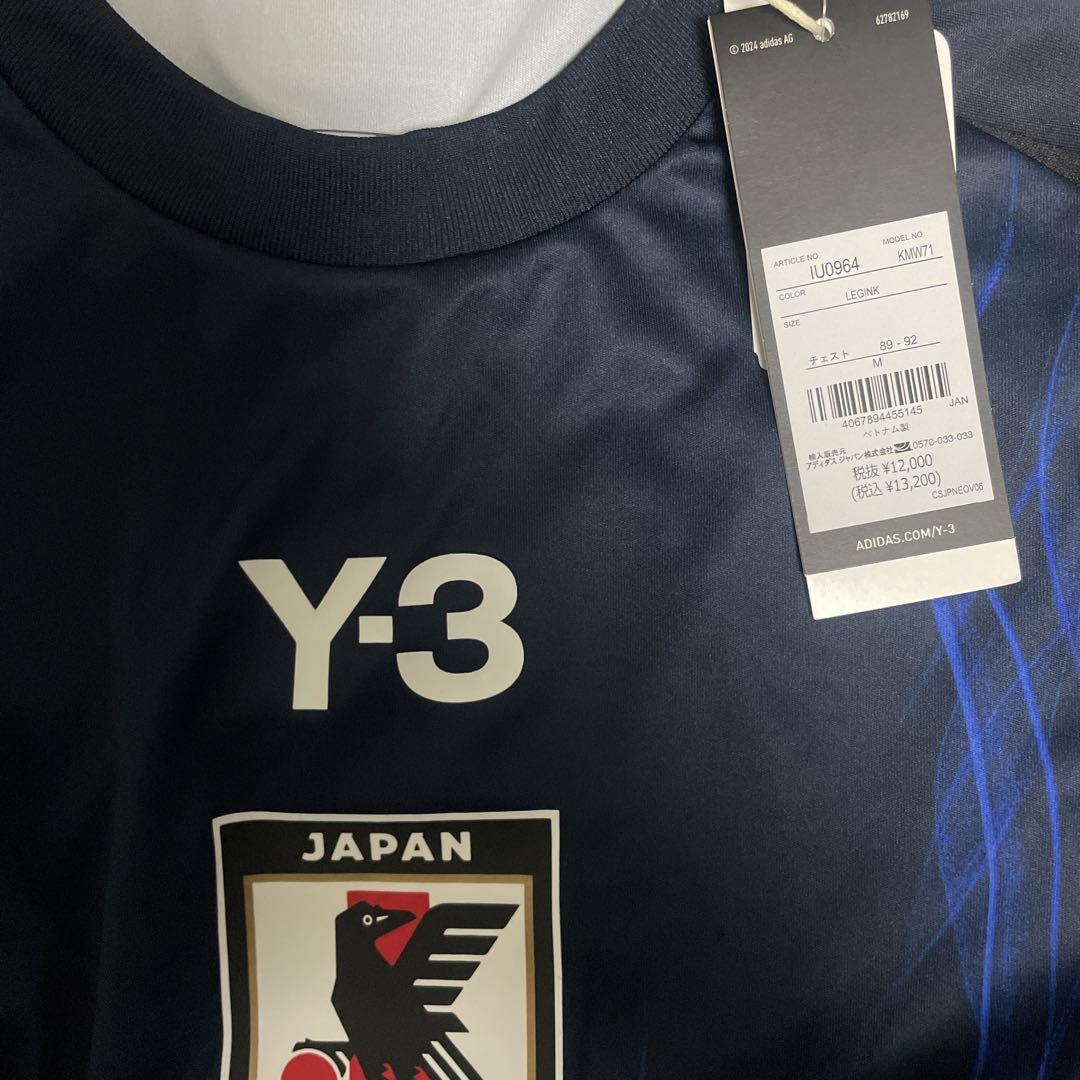 © 2024 adidas AG
62782169
ARTICLE NO.
MODEL NO.
IU0964
KMW71
COLOR
LEGINK
SIZE
チェスト 89 - 92
M
4067894455145 JAN
ベトナム製
輸入販売元
アディダス ジャパン株式会社 0570-033-033
税抜 ¥12,000
(税込 ¥13,200)
CSJPNEOV06
ADIDAS.COM/Y-3
Y-3
JAPAN